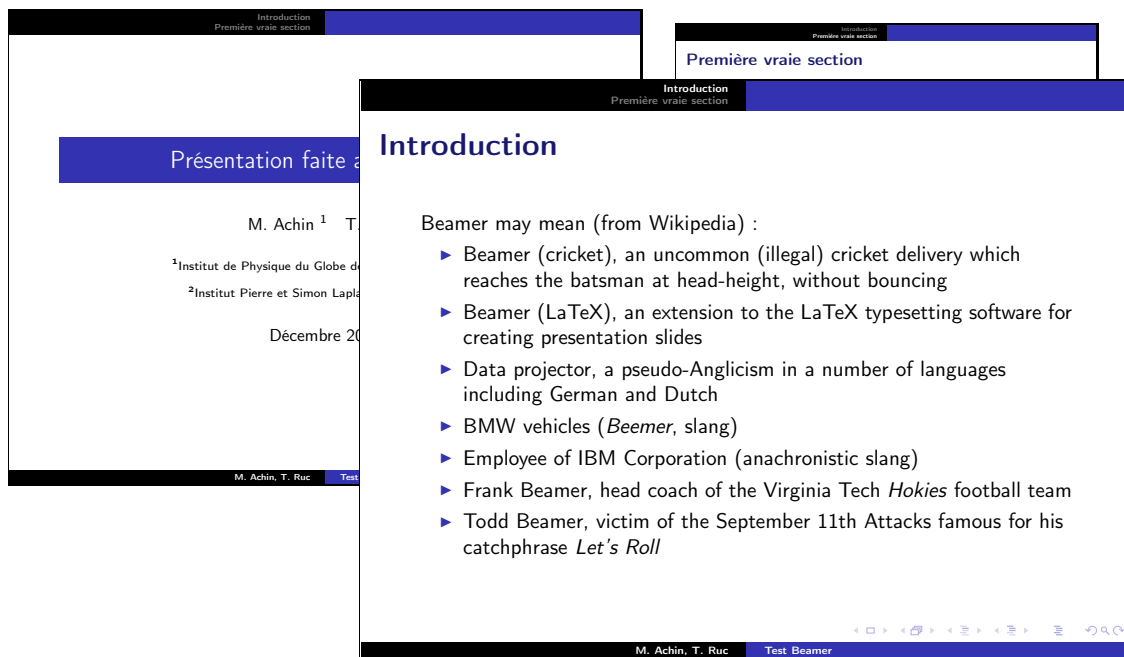 Introduction
Première vraie section
Présentation faite a
M. Achin 1 T.
1Institut de Physique du Globe de
2Institut Pierre et Simon Lapla
Décembre 20
M. Achin, T. Ruc Test
Introduction
Première vraie section
Première vraie section
Introduction
Première vraie section
Introduction
Beamer may mean (from Wikipedia) :
Beamer (cricket), an uncommon (illegal) cricket delivery which
reaches the batsman at head-height, without bouncing
Beamer (LaTeX), an extension to the LaTeX typesetting software for
creating presentation slides
Data projector, a pseudo-Anglicism in a number of languages
including German and Dutch
BMW vehicles (Beemer, slang)
Employee of IBM Corporation (anachronistic slang)
Frank Beamer, head coach of the Virginia Tech Hokies football team
Todd Beamer, victim of the September 11th Attacks famous for his
catchphrase Let's Roll
M. Achin, T. Ruc Test Beamer